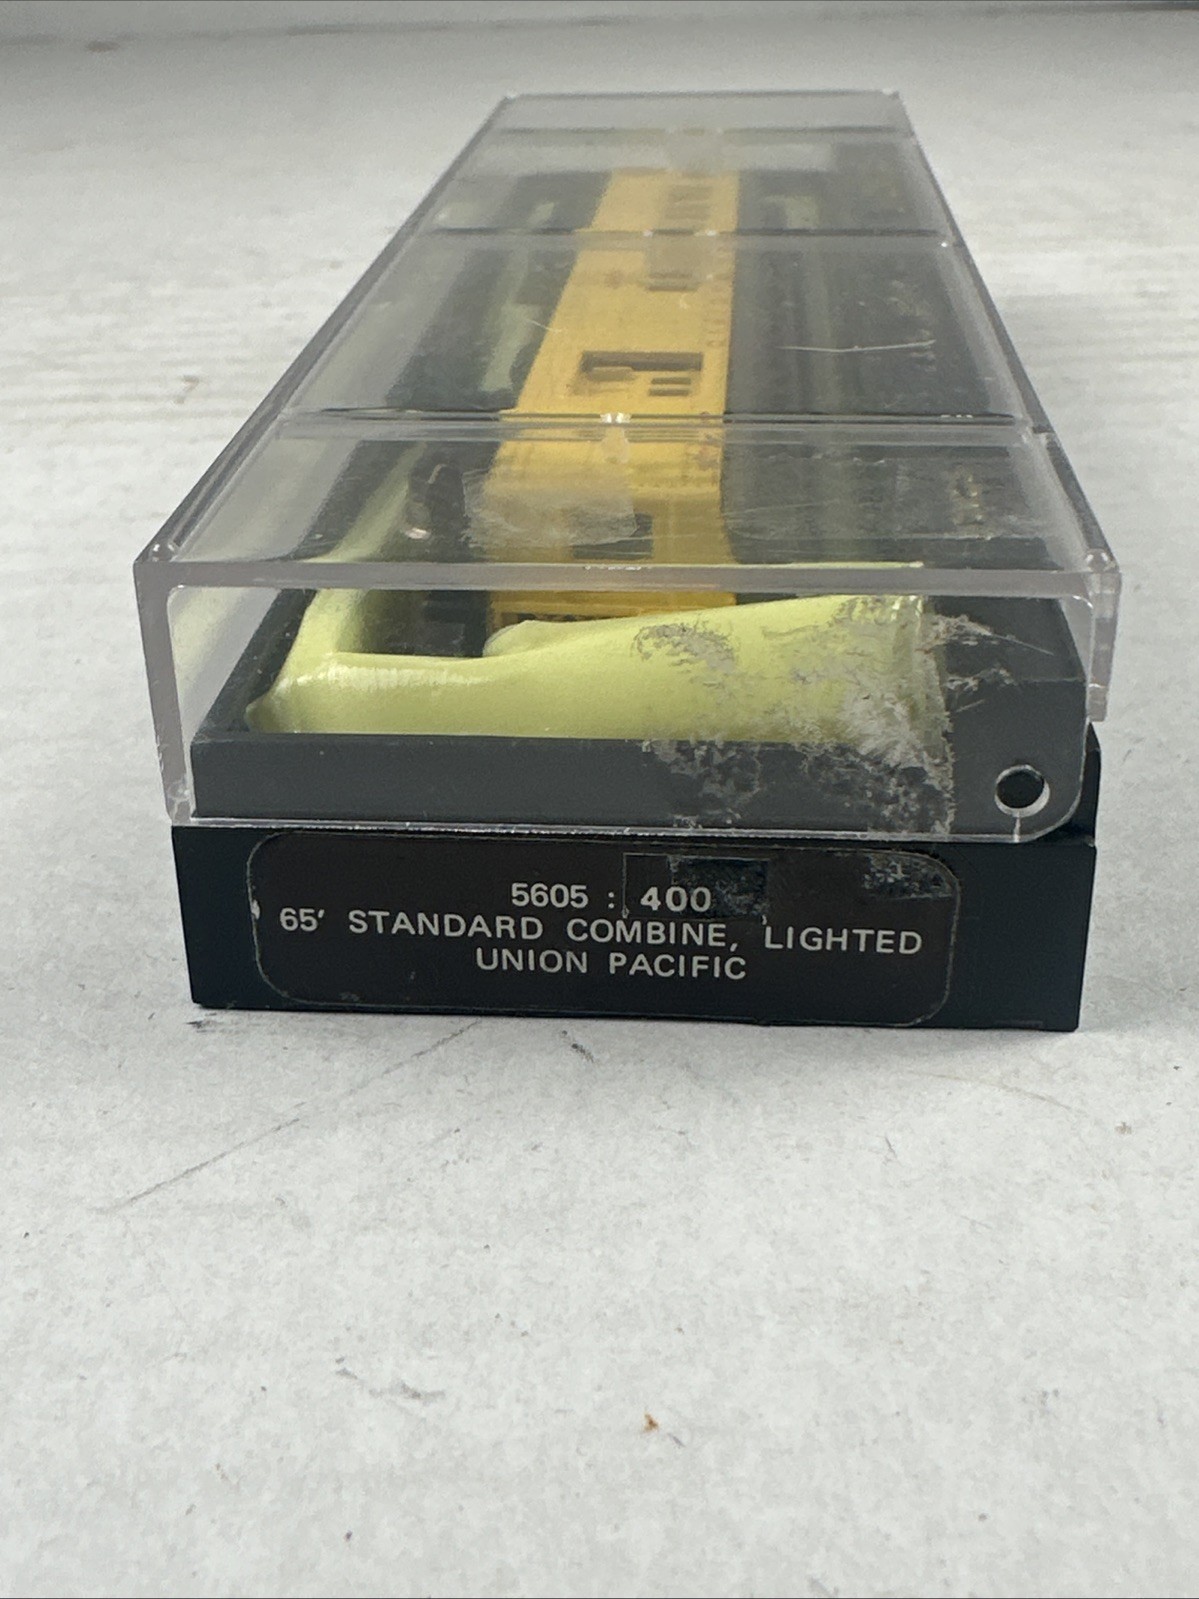 5605 : 400
65' STANDARD COMBINE, LIGHTED
UNION PACIFIC